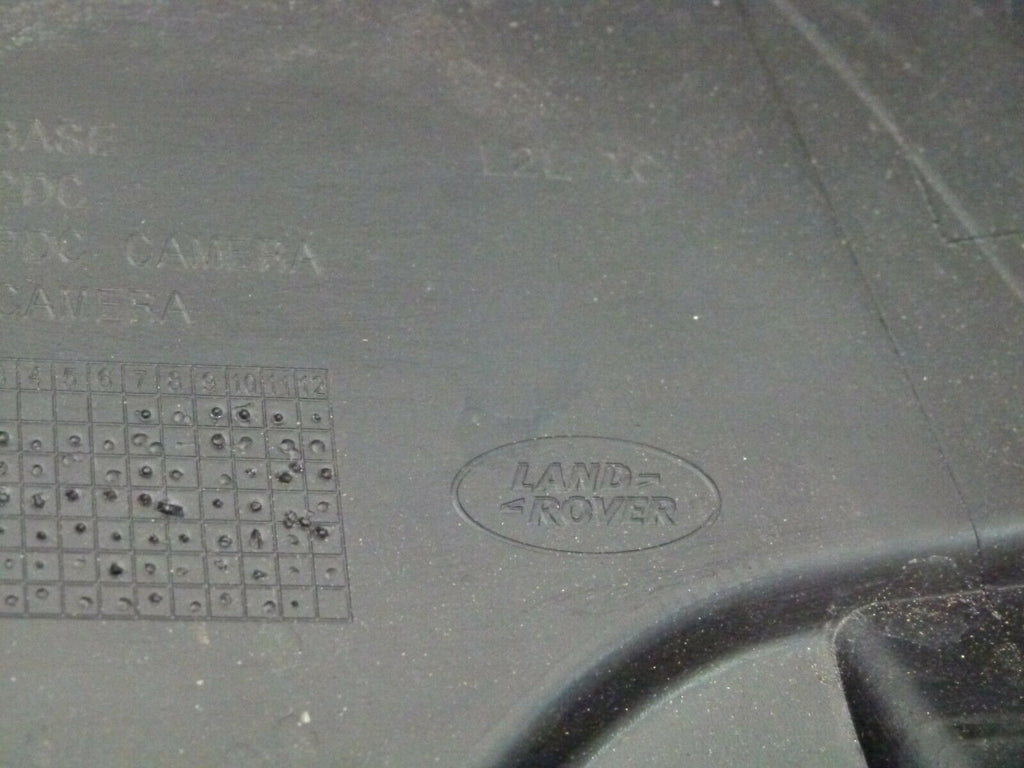 BASE
L2L
PDC
PDC CAMERA
CAMERA
4 5 6 7 8 9 10 11 12
LAND-
-ROVER